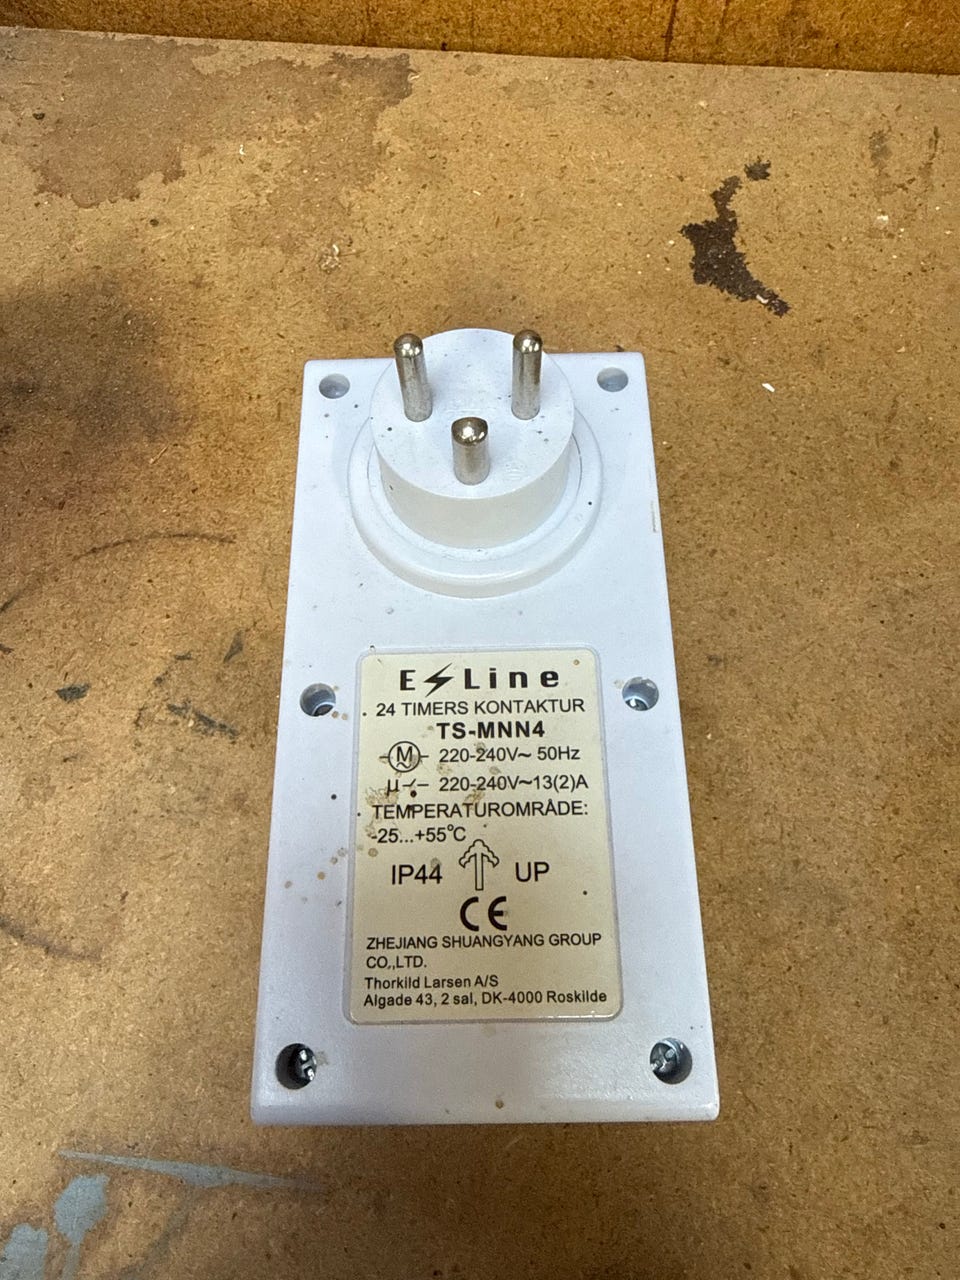 E Line
24 TIMERS KONTAKTUR
TS-MNN4
M 220-240V~ 50Hz
µ 220-240V~13(2)A
TEMPERATUROMRÅDE:
-25...+55°C
IP44 UP
CE
ZHEJIANG SHUANGYANG GROUP
CO.,LTD.
Thorkild Larsen A/S
Algade 43, 2 sal, DK-4000 Roskilde